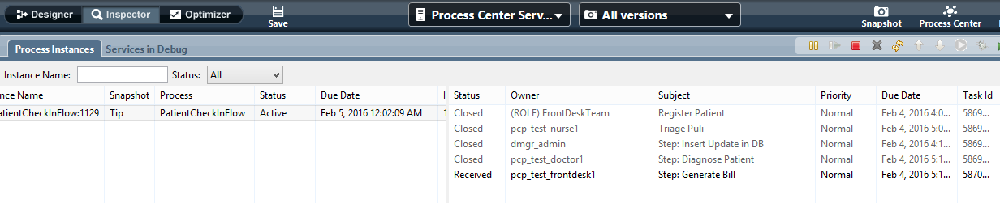 Designer Inspector Optimizer Save Process Center Serv... All versions Snapshot Process Center
Process Instances Services in Debug
Instance Name: Status: All
nce Name Snapshot Process Status Due Date I Status Owner Subject Priority Due Date Task Id
atientCheckInFlow:1129 Tip PatientCheckInFlow Active Feb 5, 2016 12:02:09 AM 1 Closed (ROLE) FrontDeskTeam Register Patient Normal Feb 4, 2016 4:0... 5869...
Closed pcp_test_nurse1 Triage Puli Normal Feb 4, 2016 5:0... 5869...
Closed dmgr_admin Step: Insert Update in DB Normal Feb 4, 2016 4:1... 5869...
Closed pcp_test_doctor1 Step: Diagnose Patient Normal Feb 4, 2016 5:1... 5869...
Received pcp_test_frontdesk1 Step: Generate Bill Normal Feb 4, 2016 5:1... 5870...